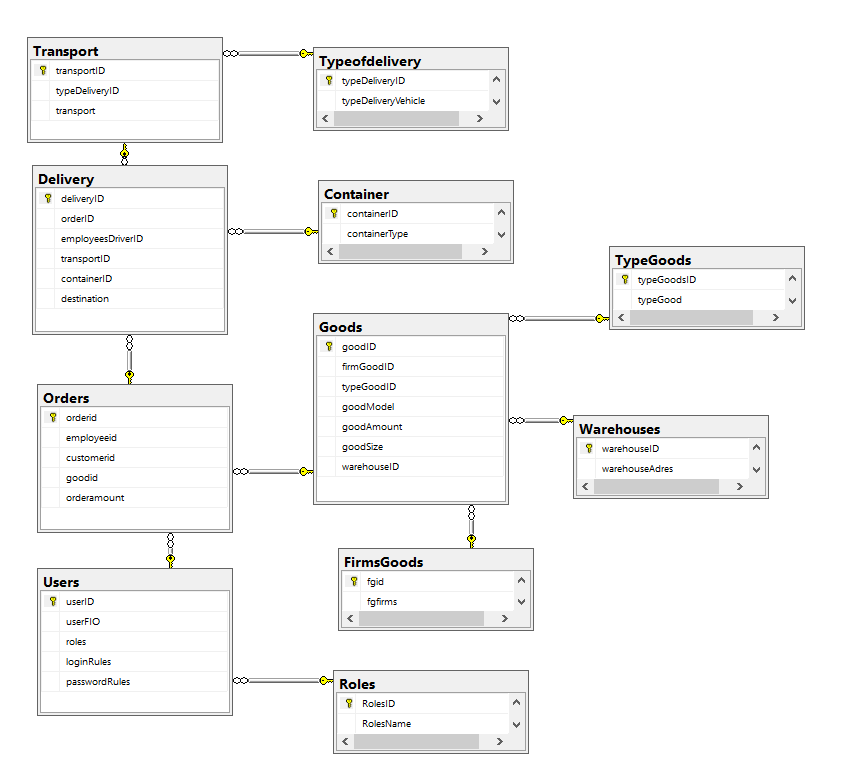 Transport
transportID
typeDeliveryID
transport
Typeofdelivery
typeDeliveryID
typeDeliveryVehicle
Delivery
deliveryID
orderID
employeesDriverID
transportID
containerID
destination
Container
containerID
containerType
TypeGoods
typeGoodsID
typeGood
Goods
goodID
firmGoodID
typeGoodID
goodModel
goodAmount
goodSize
warehouseID
Orders
orderid
employeeid
customerid
goodid
orderamount
Warehouses
warehouseID
warehouseAdres
FirmsGoods
fgid
fgfirms
Users
userID
userFIO
roles
loginRules
passwordRules
Roles
RolesID
RolesName